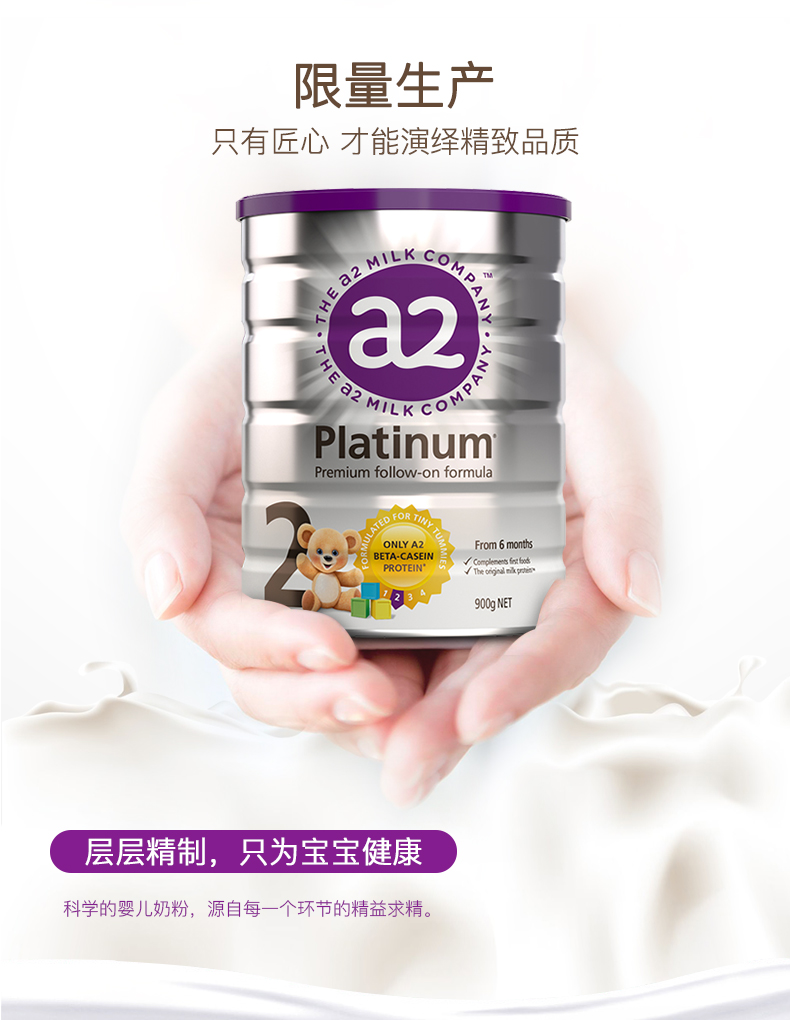 限量生产
只有匠心 才能演绎精致品质
THE a2 MILK COMPANY
™
a2
THE a2 MILK COMPANY
Platinum®
Premium follow-on formula
2
FORMULATED FOR TINY TUMMIES
ONLY A2
BETA-CASEIN
PROTEIN*
1 2 3 4
From 6 months
✓ Complements first foods
✓ The original milk protein™
900g NET
层层精制，只为宝宝健康
科学的婴儿奶粉，源自每一个环节的精益求精。